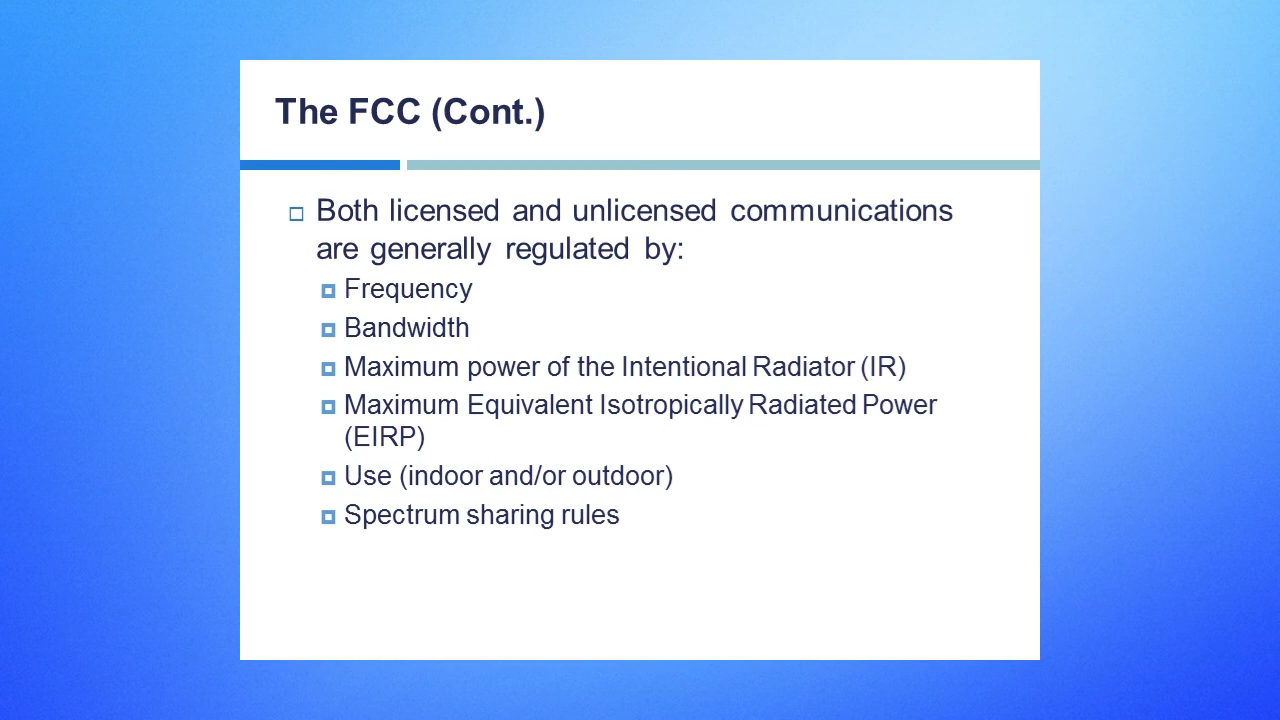 The FCC (Cont.)
Both licensed and unlicensed communications
are generally regulated by:
Frequency
Bandwidth
Maximum power of the Intentional Radiator (IR)
Maximum Equivalent Isotropically Radiated Power
(EIRP)
Use (indoor and/or outdoor)
Spectrum sharing rules